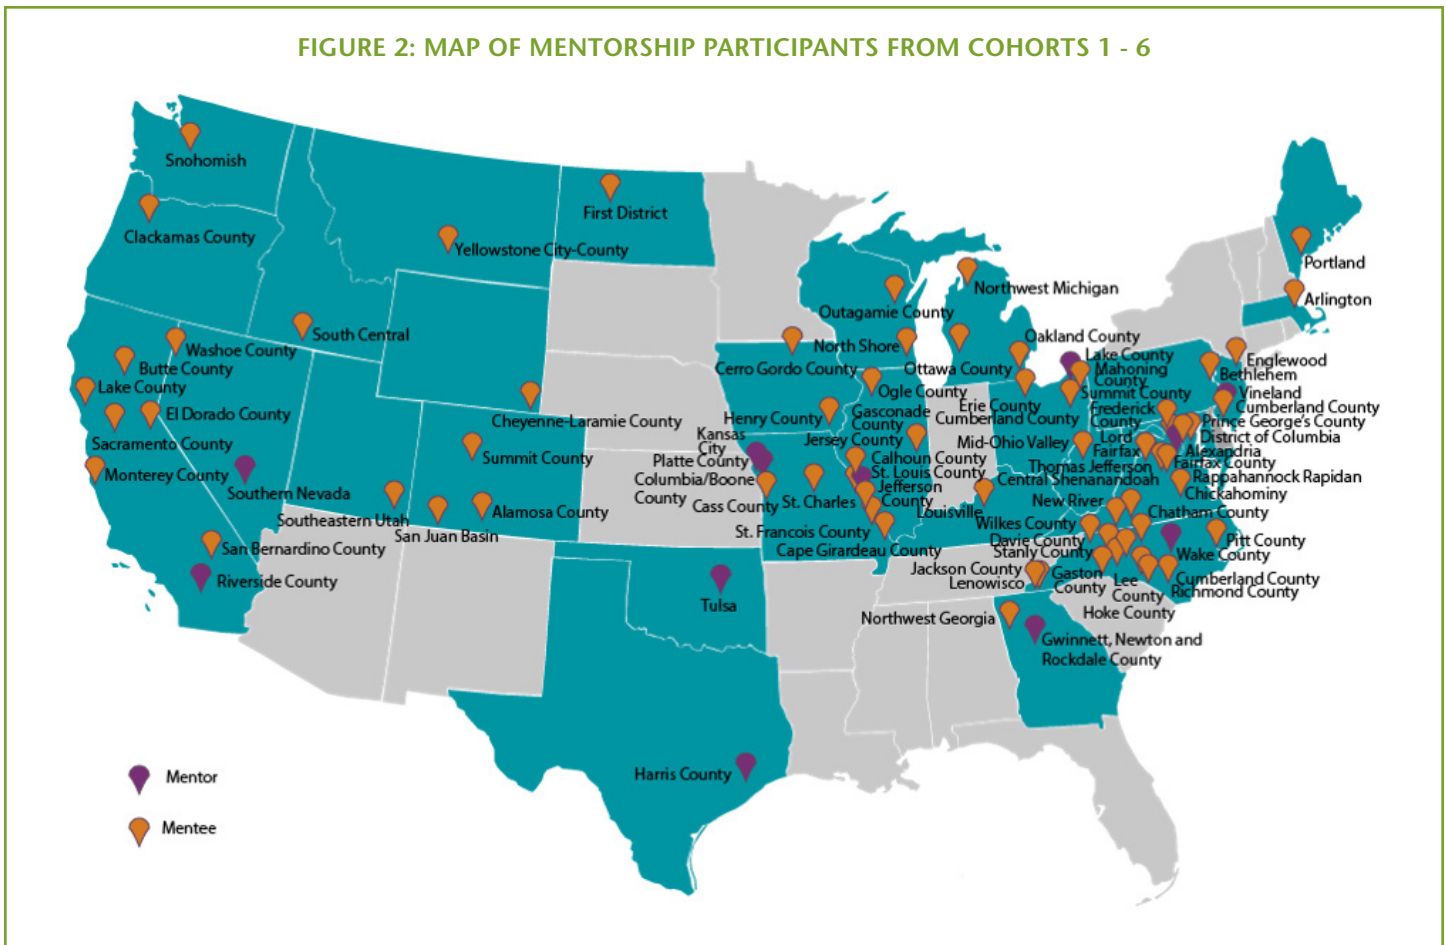 FIGURE 2: MAP OF MENTORSHIP PARTICIPANTS FROM COHORTS 1 - 6
Snohomish
Clackamas County
First District
Yellowstone City-County
South Central
Washoe County
Butte County
Lake County
El Dorado County
Sacramento County
Monterey County
Southern Nevada
San Bernardino County
Riverside County
Cheyenne-Laramie County
Summit County
Southeastern Utah
San Juan Basin
Alamosa County
Tulsa
Harris County
Outagamie County
North Shore
Cerro Gordo County
Northwest Michigan
Ottawa County
Oakland County
Lake County
Mahoning
County
Summit County
Erie County
Cumberland County
Ogle County
Henry County
Gasconade
County
Jersey County
Kansas
City
Platte County
Columbia/Boone
County
Cass County
St. Charles
Calhoun County
St. Louis County
Jefferson
County
St. Francois County
Cape Girardeau County
Louisville
Mid-Ohio Valley
Portland
Arlington
Englewood
Bethlehem
Vineland
Cumberland County
Frederick
County
Prince George's County
District of Columbia
Lord
Fairfax
Alexandria
Fairfax County
Thomas Jefferson
Rappahannock Rapidan
Central Shenandoah
Chickahominy
New River
Chatham County
Wilkes County
Davie County
Pitt County
Stanly County
Wake County
Jackson County
Lenowisco
Gaston
County
Lee
County
Cumberland County
Richmond County
Hoke County
Northwest Georgia
Gwinnett, Newton and
Rockdale County
Mentor
Mentee